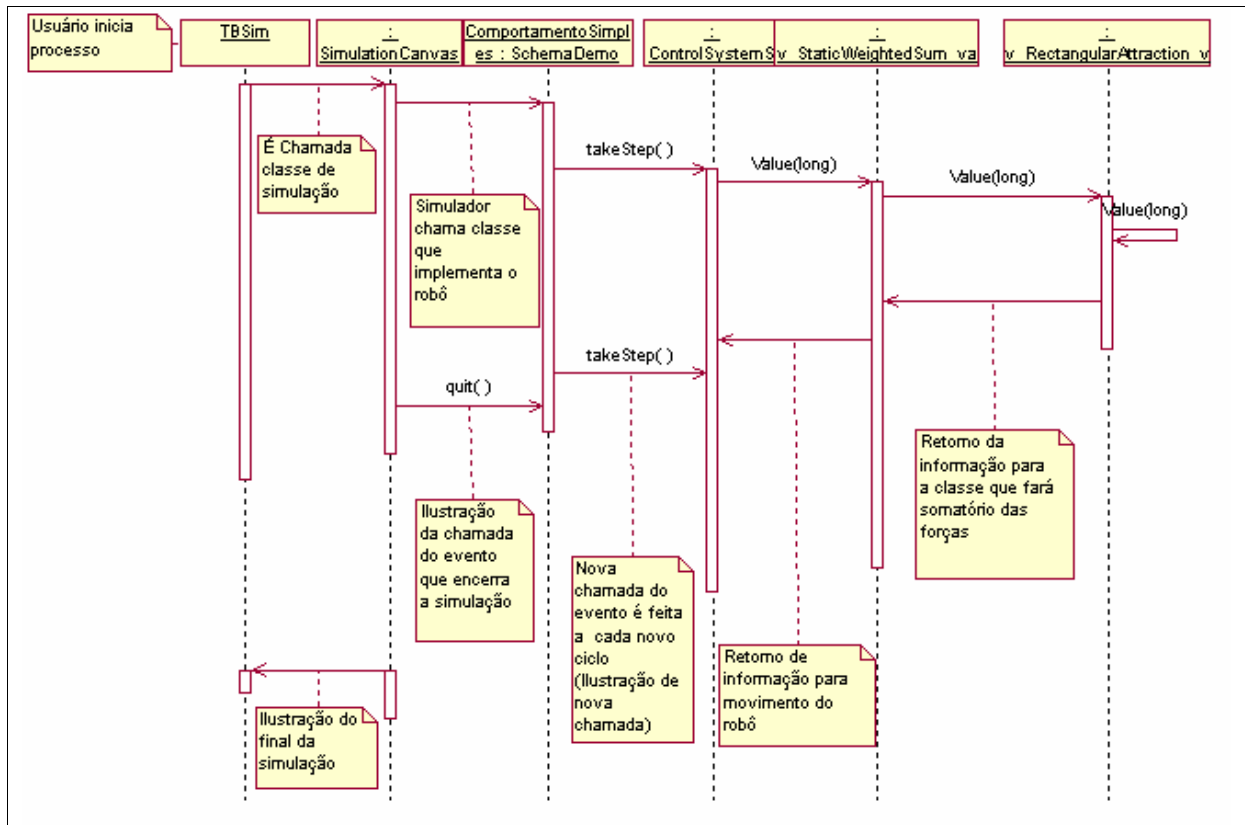 Usuário inicia
processo
TBSim
:
SimulationCanvas
ComportamentoSimpl
es : SchemaDemo
:
ControlSystemS
:
v_StaticWeightedSum_va
:
v_RectangularAttraction_v
É Chamada
classe de
simulação
Simulador
chama classe
que
implementa o
robô
takeStep( )
Value(long)
Value(long)
Value(long)
takeStep( )
quit( )
Ilustração
da chamada
do evento
que encerra
a simulação
Nova
chamada do
evento é feita
a cada novo
ciclo
(Ilustração de
nova
chamada)
Retorno de
informação para
movimento do
robô
Retorno da
informação para
a classe que fará
somatório das
forças
Ilustração do
final da
simulação